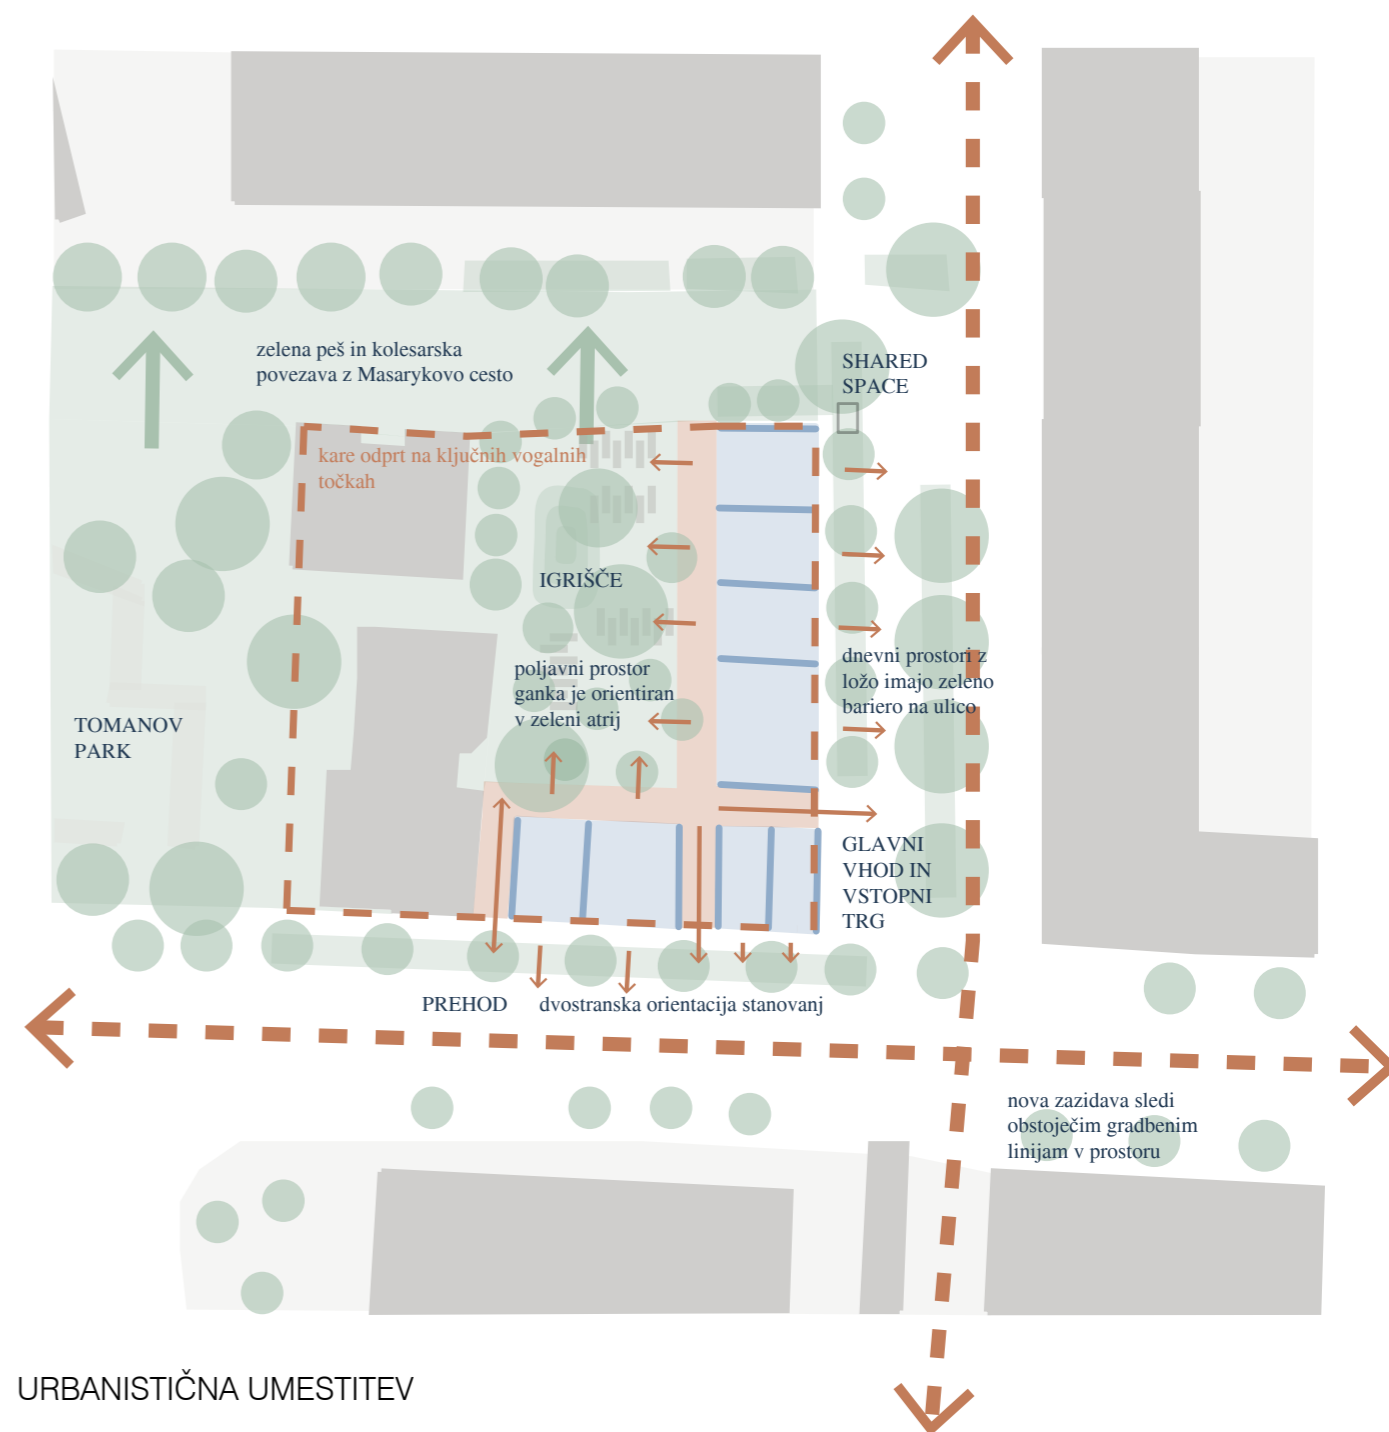 zelena peš in kolesarska
povezava z Masarykovo cesto
SHARED
SPACE
kare odprt na ključnih vogalnih
točkah
IGRIŠČE
poljavni prostor
ganka je orientiran
v zeleni atrij
dnevni prostori z
ložo imajo zeleno
bariero na ulico
TOMANOV
PARK
GLAVNI
VHOD IN
VSTOPNI
TRG
PREHOD
dvostranska orientacija stanovanj
nova zazidava sledi
obstoječim gradbenim
linijam v prostoru
URBANISTIČNA UMESTITEV